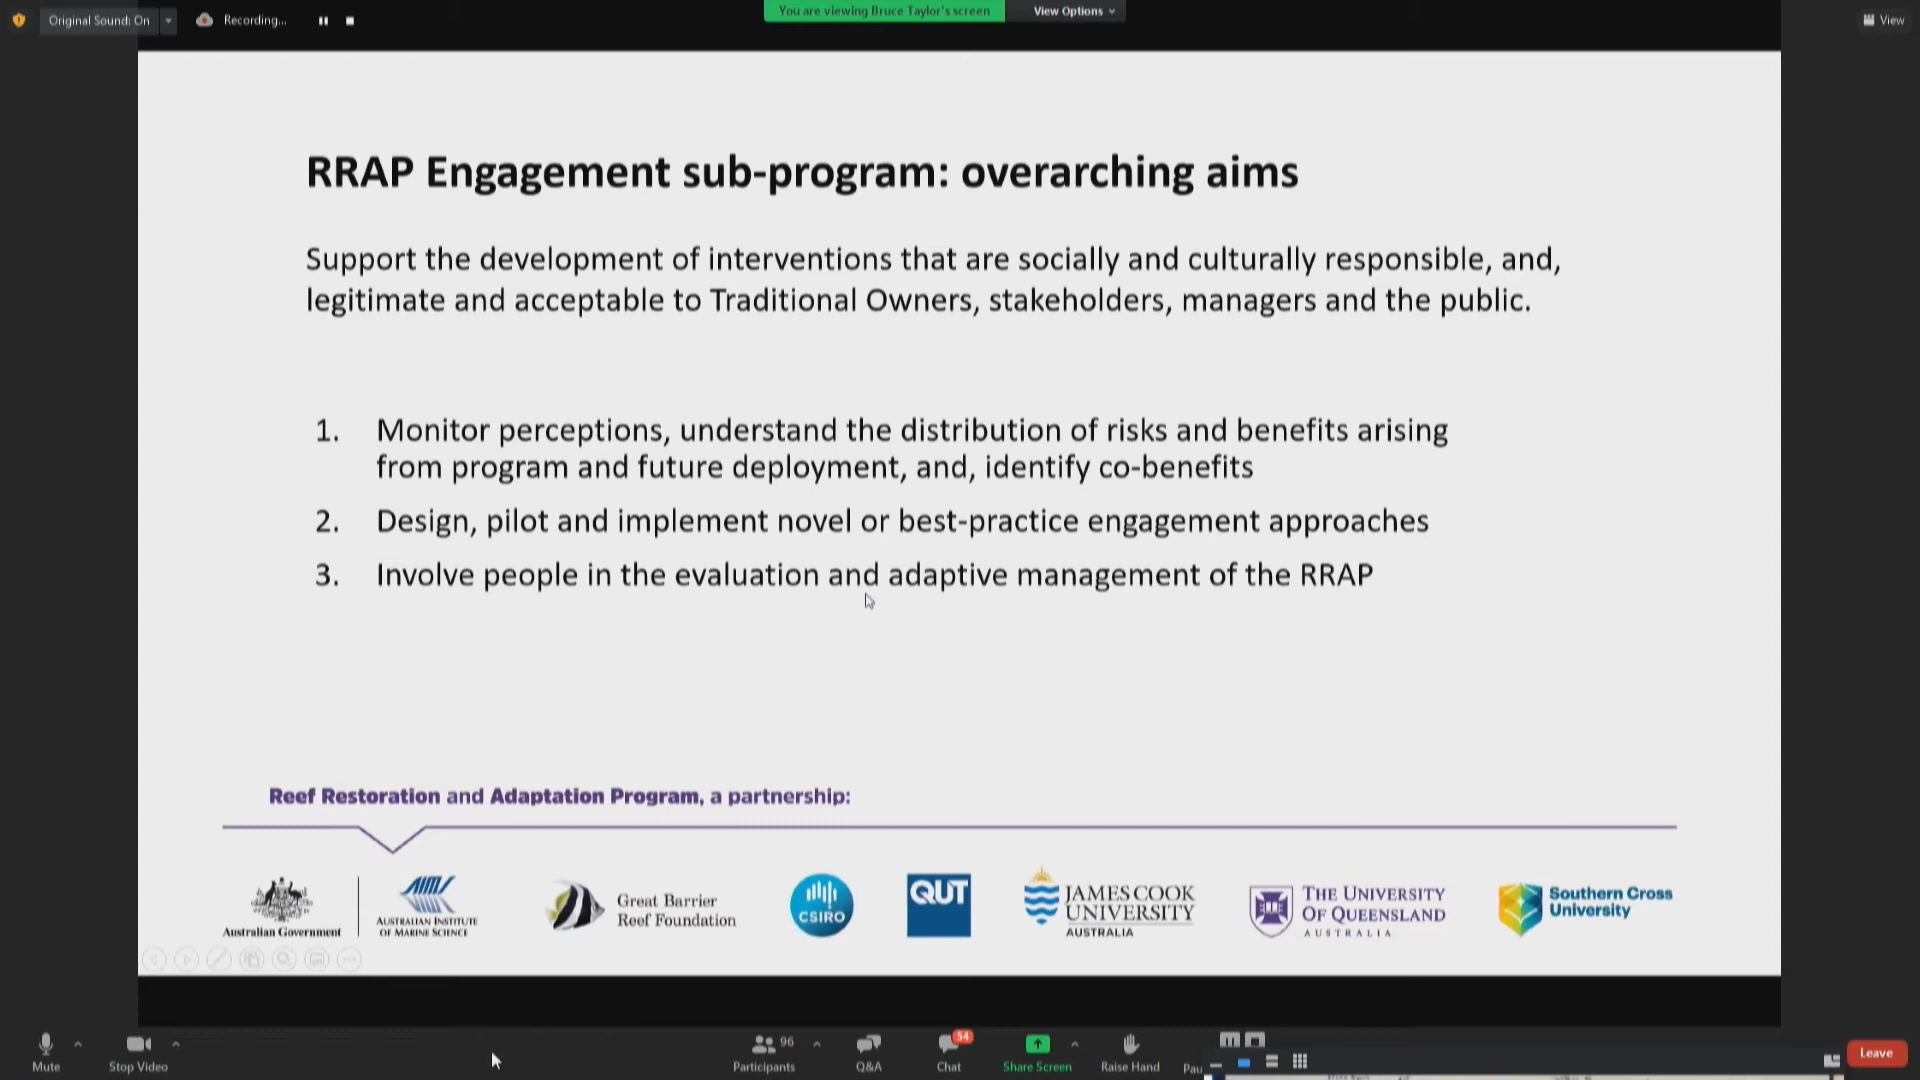 Original Sound: On
Recording...
You are viewing Bruce Taylor's screen
View Options
View
RRAP Engagement sub-program: overarching aims
Support the development of interventions that are socially and culturally responsible, and,
legitimate and acceptable to Traditional Owners, stakeholders, managers and the public.
1. Monitor perceptions, understand the distribution of risks and benefits arising
from program and future deployment, and, identify co-benefits
2. Design, pilot and implement novel or best-practice engagement approaches
3. Involve people in the evaluation and adaptive management of the RRAP
Reef Restoration and Adaptation Program, a partnership:
Australian Government
AIMS
AUSTRALIAN INSTITUTE
OF MARINE SCIENCE
Great Barrier
Reef Foundation
CSIRO
QUT
JAMES COOK
UNIVERSITY
AUSTRALIA
THE UNIVERSITY
OF QUEENSLAND
AUSTRALIA
Southern Cross
University
Mute
Stop Video
96
Participants
Q&A
54
Chat
Share Screen
Raise Hand
Pau
Leave